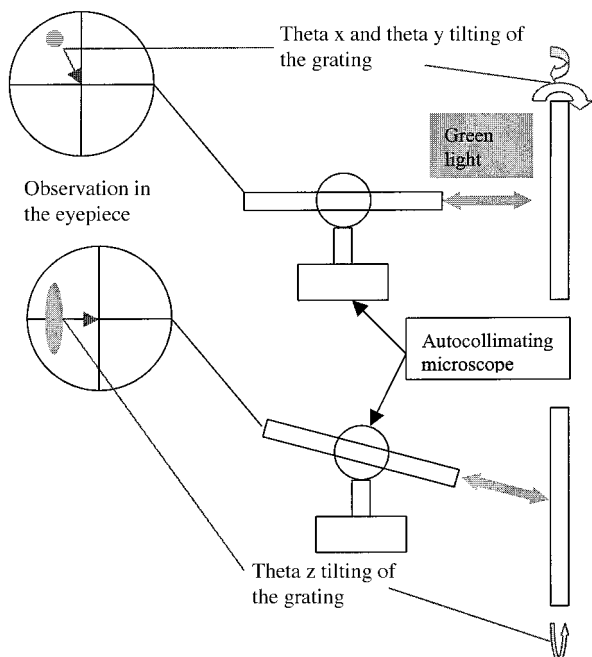 Theta x and theta y tilting of
the grating
Green
light
Observation in
the eyepiece
Autocollimating
microscope
Theta z tilting of
the grating